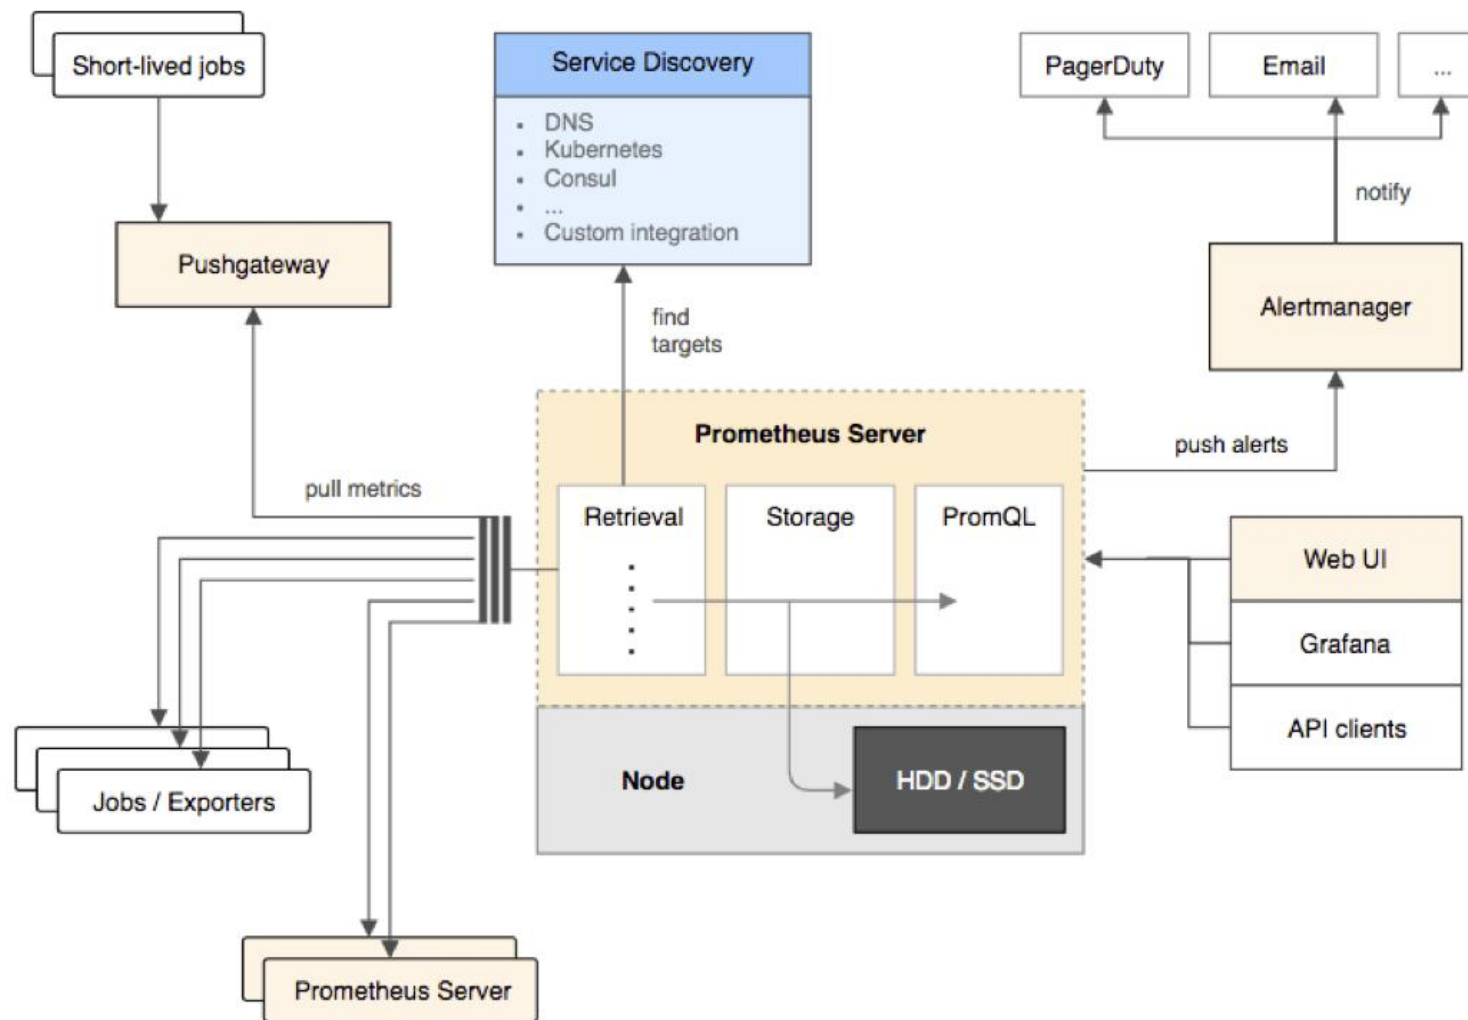 Short-lived jobs
Service Discovery
• DNS
• Kubernetes
• Consul
• ...
• Custom integration
PagerDuty
Email
...
notify
Pushgateway
Alertmanager
find
targets
Prometheus Server
push alerts
pull metrics
Retrieval
Storage
PromQL
Web UI
Grafana
API clients
Node
HDD / SSD
Jobs / Exporters
Prometheus Server